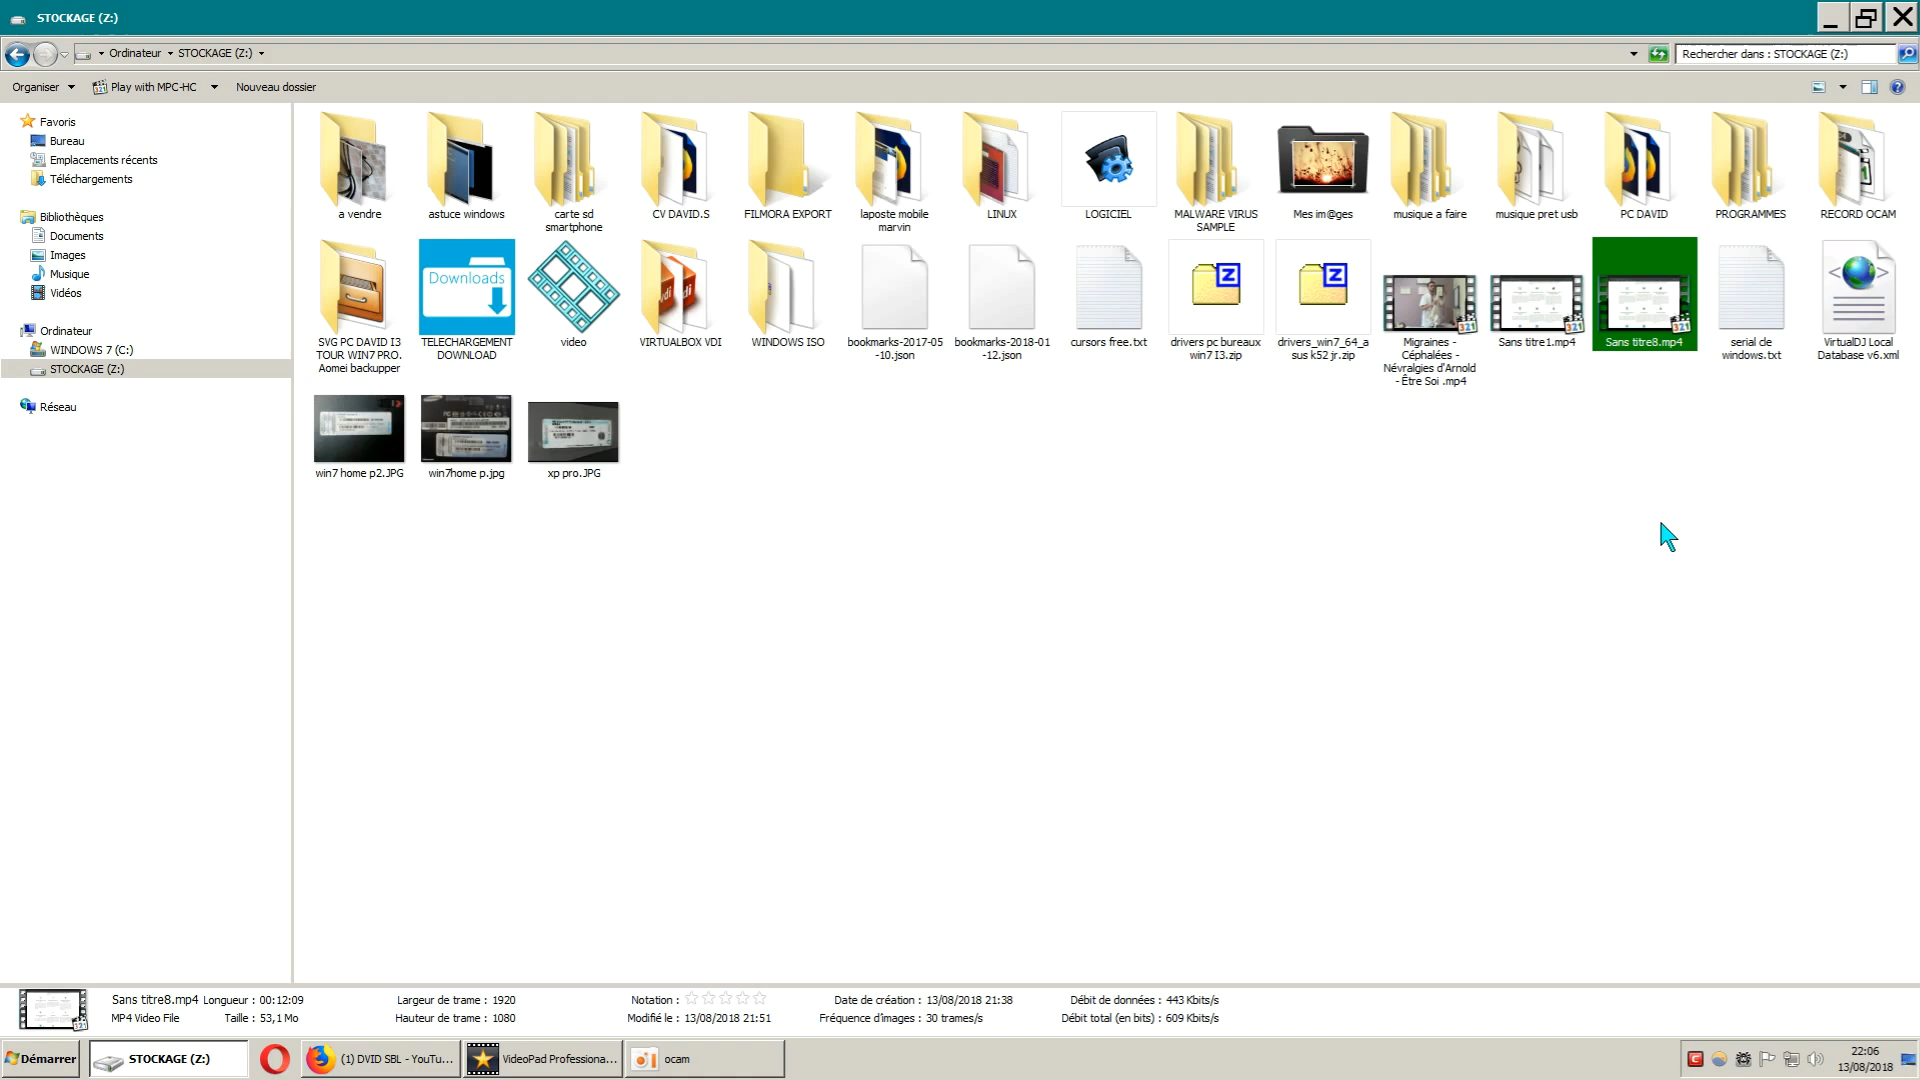 STOCKAGE (Z:)
Ordinateur STOCKAGE (Z:)
Rechercher dans : STOCKAGE (Z:)
Organiser Play with MPC-HC Nouveau dossier
Favoris
Bureau
Emplacements récents
Téléchargements
Bibliothèques
Documents
Images
Musique
Vidéos
Ordinateur
WINDOWS 7 (C:)
STOCKAGE (Z:)
Réseau
a vendre
astuce windows
carte sd
smartphone
CV DAVID.S
FILMORA EXPORT
laposte mobile
marvin
LINUX
LOGICIEL
MALWARE VIRUS
SAMPLE
Mes im@ges
musique a faire
musique pret usb
PC DAVID
PROGRAMMES
RECORD OCAM
SVG PC DAVID I3
TOUR WIN7 PRO.
Aomei backupper
Downloads
TELECHARGEMENT
DOWNLOAD
video
VIRTUALBOX VDI
WINDOWS ISO
bookmarks-2017-05
-10.json
bookmarks-2018-01
-12.json
cursors free.txt
drivers pc bureaux
win7 I3.zip
drivers_win7_64_a
sus k52 jr.zip
Migraines -
Céphalées -
Névralgies d'Arnold
- Être Soi .mp4
Sans titre1.mp4
Sans titre8.mp4
serial de
windows.txt
VirtualDJ Local
Database v6.xml
win7 home p2.JPG
win7home p.jpg
xp pro.JPG
Sans titre8.mp4 Longueur : 00:12:09 Largeur de trame : 1920 Notation : Date de création : 13/08/2018 21:38 Débit de données : 443 Kbits/s
MP4 Video File Taille : 53,1 Mo Hauteur de trame : 1080 Modifié le : 13/08/2018 21:51 Fréquence d'images : 30 trames/s Débit total (en bits) : 609 Kbits/s
Démarrer STOCKAGE (Z:) (1) DVID SBL - YouTu... VideoPad Professiona... ocam
22:06
13/08/2018